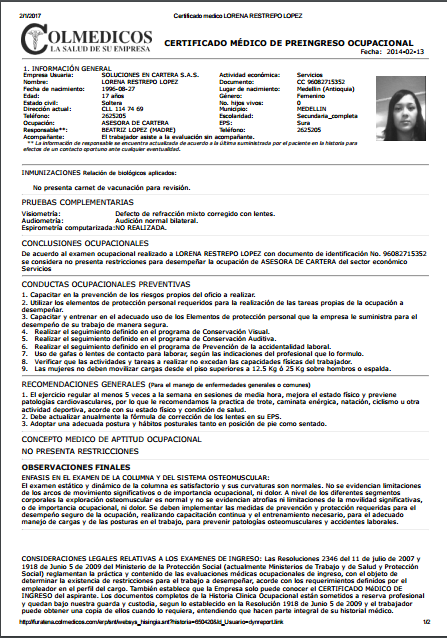 2/1/2017 Certificado medico LORENA RESTREPO LOPEZ
COLMEDICOS
LA SALUD DE SU EMPRESA
CERTIFICADO MÉDICO DE PREINGRESO OCUPACIONAL
Fecha: 2014-02-13
1. INFORMACIÓN GENERAL
Empresa Usuaria: SOLUCIONES EN CARTERA S.A.S. Actividad económica: Servicios
Nombre: LORENA RESTREPO LOPEZ Documento: CC 96082715352
Fecha de nacimiento: 1996-08-27 Lugar de nacimiento: Medellin (Antioquia)
Edad: 17 años Género: Femenino
Estado civil: Soltera No. hijos vivos: 0
Dirección actual: CLL 114 74 69 Municipio: MEDELLIN
Teléfono: 2625205 Escolaridad: Secundaria_completa
Ocupación: ASESORA DE CARTERA EPS: Sura
Responsable**: BEATRIZ LOPEZ (MADRE) Teléfono: 2625205
Acompañante: El trabajador asiste a la evaluación sin acompañante.
** La información de responsable se encuentra actualizada de acuerdo a la última suministrada por el paciente en la historia para
efectos de un contacto oportuno ante cualquier eventualidad.
INMUNIZACIONES Relación de biológicos aplicados:
No presenta carnet de vacunación para revisión.
PRUEBAS COMPLEMENTARIAS
Visiometría: Defecto de refracción mixto corregido con lentes.
Audiometría: Audición normal bilateral.
Espirometría computarizada: NO REALIZADA.
CONCLUSIONES OCUPACIONALES
De acuerdo al examen ocupacional realizado a LORENA RESTREPO LOPEZ con documento de identificación No. 96082715352
se considera no presenta restricciones para desempeñar la ocupación de ASESORA DE CARTERA del sector económico
Servicios
CONDUCTAS OCUPACIONALES PREVENTIVAS
1. Capacitar en la prevención de los riesgos propios del oficio a realizar.
2. Utilizar los elementos de protección personal requeridos para la realización de las tareas propias de la ocupación a
desempeñar.
3. Capacitar y entrenar en el adecuado uso de los Elementos de protección personal que la empresa le suministra para el
desempeño de su trabajo de manera segura.
4. Realizar el seguimiento definido en el programa de Conservación Visual.
5. Realizar el seguimiento definido en el programa de Conservación Auditiva.
6. Realizar el seguimiento definido en el programa de Prevención de la accidentalidad laboral.
7. Uso de gafas o lentes de contacto para laborar, según las indicaciones del profesional que lo formulo.
8. Verificar que las actividades y tareas a realizar no excedan las capacidades físicas del trabajador.
9. Las mujeres no deben movilizar cargas desde el piso superiores a 12.5 Kg ó 25 Kg sobre hombros o espalda.
RECOMENDACIONES GENERALES (Para el manejo de enfermedades generales o comunes)
1. El ejercicio regular al menos 5 veces a la semana en sesiones de media hora, mejora el estado físico y previene
patologías cardiovasculares, por lo que le recomendamos la practica de trote, caminata enérgica, natación, ciclismo u otra
actividad deportiva, acorde con su estado físico y condición de salud.
2. Debe actualizar anualmente la fórmula de corrección de los lentes en su EPS.
3. Adoptar una adecuada postura y hábitos posturales tanto en posición de pie como sentado.
CONCEPTO MEDICO DE APTITUD OCUPACIONAL
NO PRESENTA RESTRICCIONES
OBSERVACIONES FINALES
ENFASIS EN EL EXAMEN DE LA COLUMNA Y DEL SISTEMA OSTEOMUSCULAR:
El examen estático y dinámico de la columna es satisfactorio y sus curvaturas son normales. No se evidencian limitaciones
de los arcos de movimiento significativos o de importancia ocupacional, ni dolor. A nivel de los diferentes segmentos
corporales la exploración osteomuscular es normal y no se evidencian atrofias ni limitaciones de la movilidad significativas,
o de importancia ocupacional, ni dolor. Se deben implementar las medidas de prevención y protección requeridas para el
desempeño seguro de la ocupación, realizando capacitación continua y el entrenamiento necesario, para el adecuado
manejo de cargas y de las posturas en el trabajo, para prevenir patologías osteomusculares y accidentes laborales.
CONSIDERACIONES LEGALES RELATIVAS A LOS EXAMENES DE INGRESO: Las Resoluciones 2346 del 11 de julio de 2007 y
1918 de Junio 5 de 2009 del Ministerio de la Protección Social (actualmente Ministerios de Trabajo y de Salud y Protección
Social) reglamentan la práctica y contenido de las evaluaciones médicas ocupacionales de ingreso, con el objeto de
determinar la existencia de restricciones para el trabajo a desempeñar, acorde con los requerimientos definidos por el
empleador en el perfil del cargo. También establece que la Empresa solo puede conocer el CERTIFICADO MÉDICO DE
INGRESO del aspirante. Los documentos completos de la Historia Clínica Ocupacional están sometidos a reserva profesional
y quedan bajo nuestra guarda y custodia, según lo establecido en la Resolución 1918 de Junio 5 de 2009 y el trabajador
puede obtener una copia de ellos cuando lo requiera, entendiendo que hacen parte integral de su historial médico.
1/2